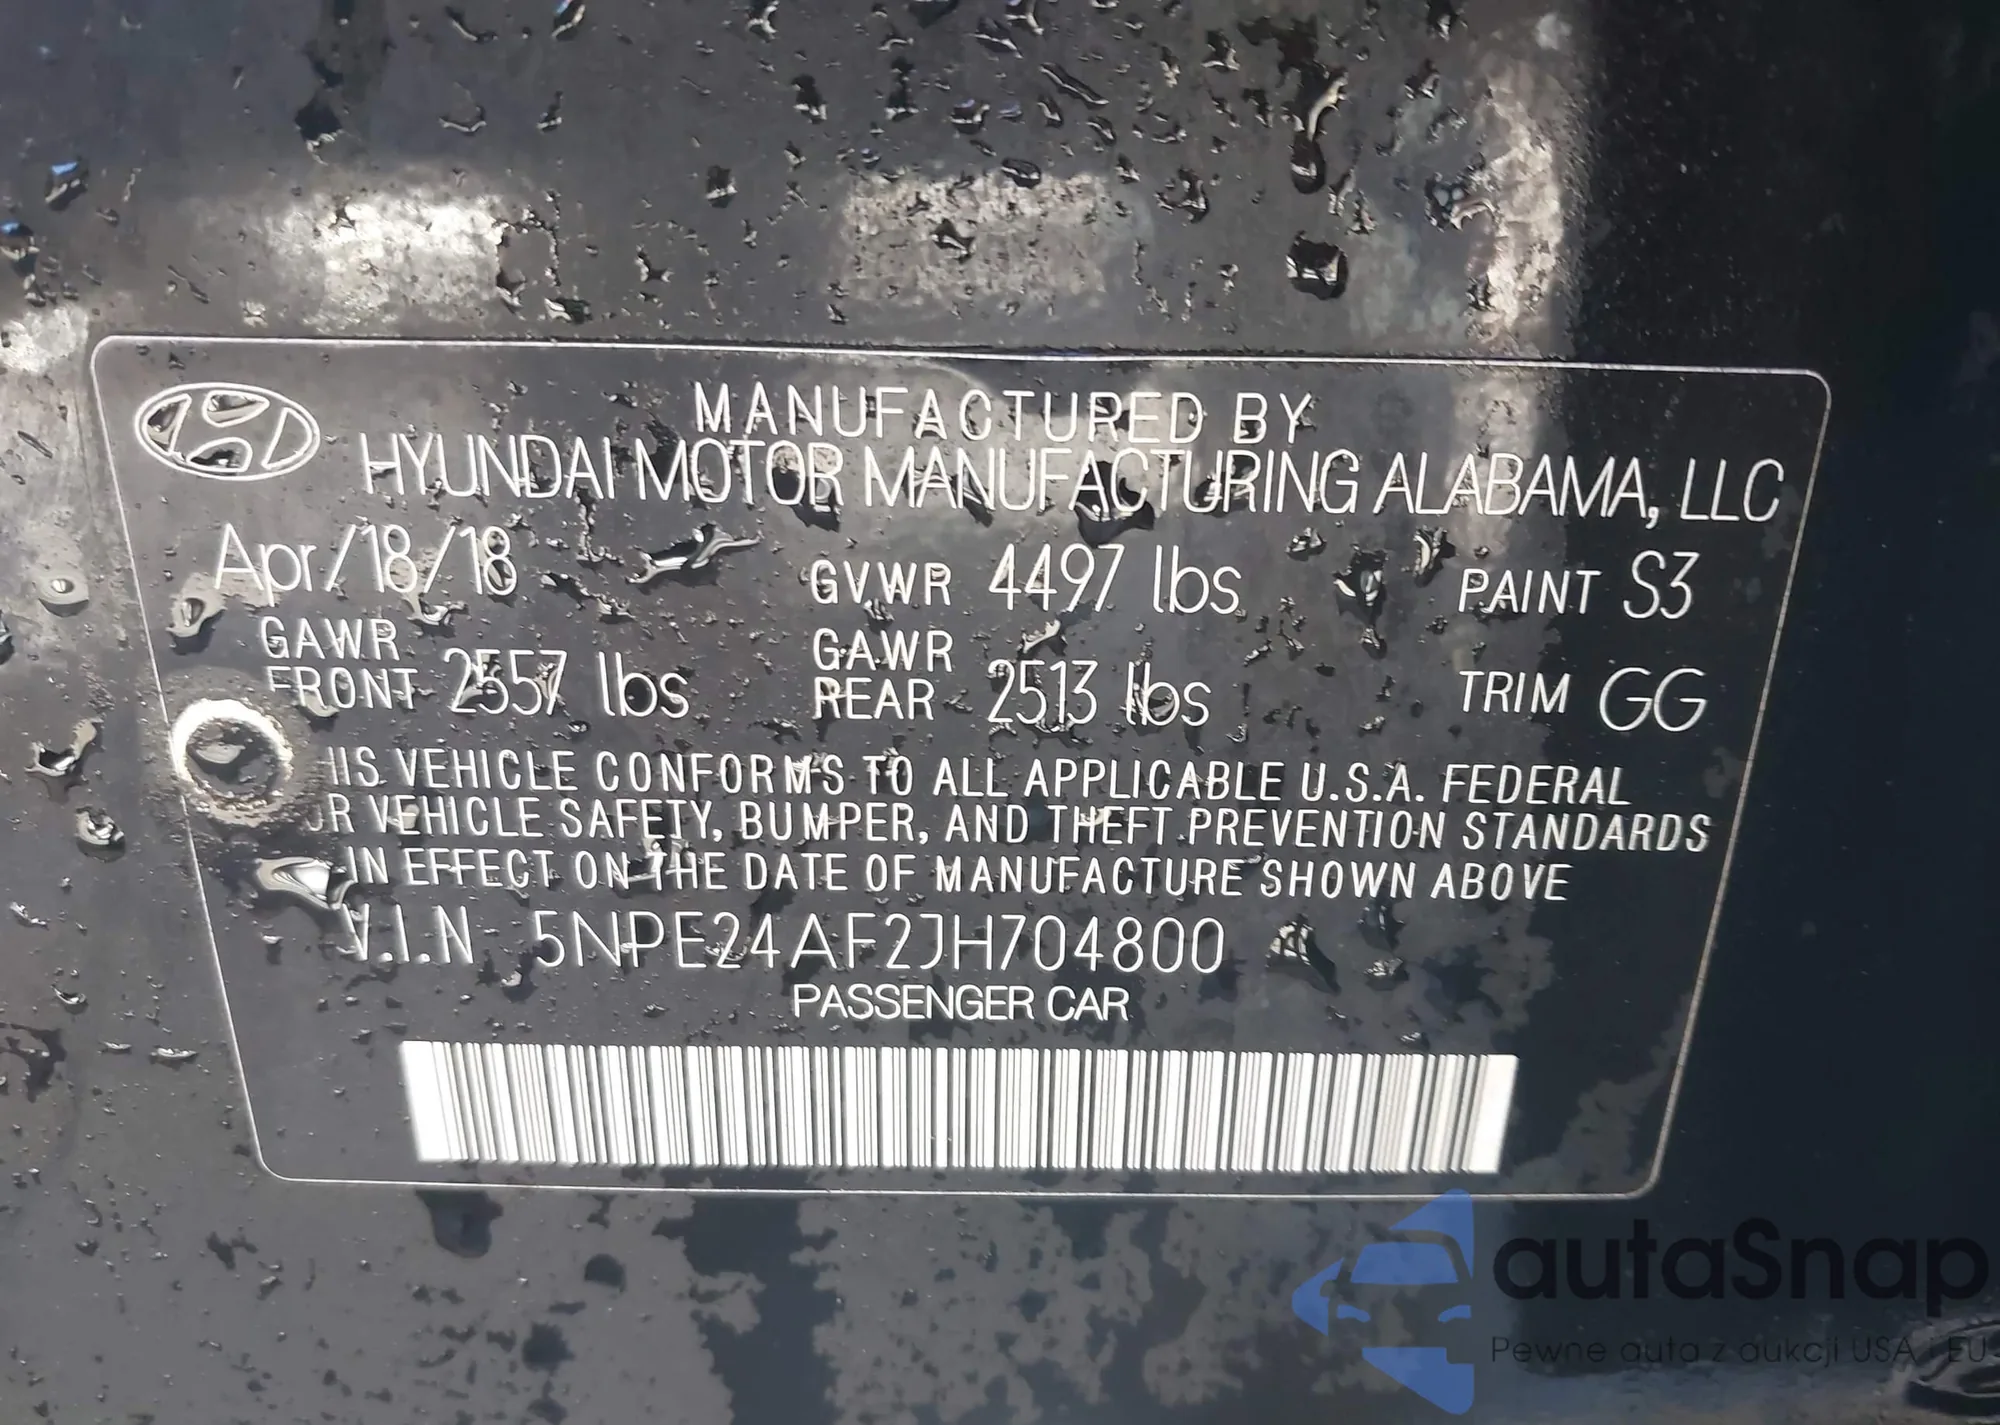 MANUFACTURED BY
HYUNDAI MOTOR MANUFACTURING ALABAMA, LLC
Apr/18/18 GVWR 4497 lbs PAINT S3
GAWR FRONT 2557 lbs GAWR REAR 2513 lbs TRIM GG
HIS VEHICLE CONFORMS TO ALL APPLICABLE U.S.A. FEDERAL
OR VEHICLE SAFETY, BUMPER, AND THEFT PREVENTION STANDARDS
IN EFFECT ON THE DATE OF MANUFACTURE SHOWN ABOVE
V.I.N 5NPE24AF2JH704800
PASSENGER CAR
autaSnap
Pewne auta z aukcji USA i EU